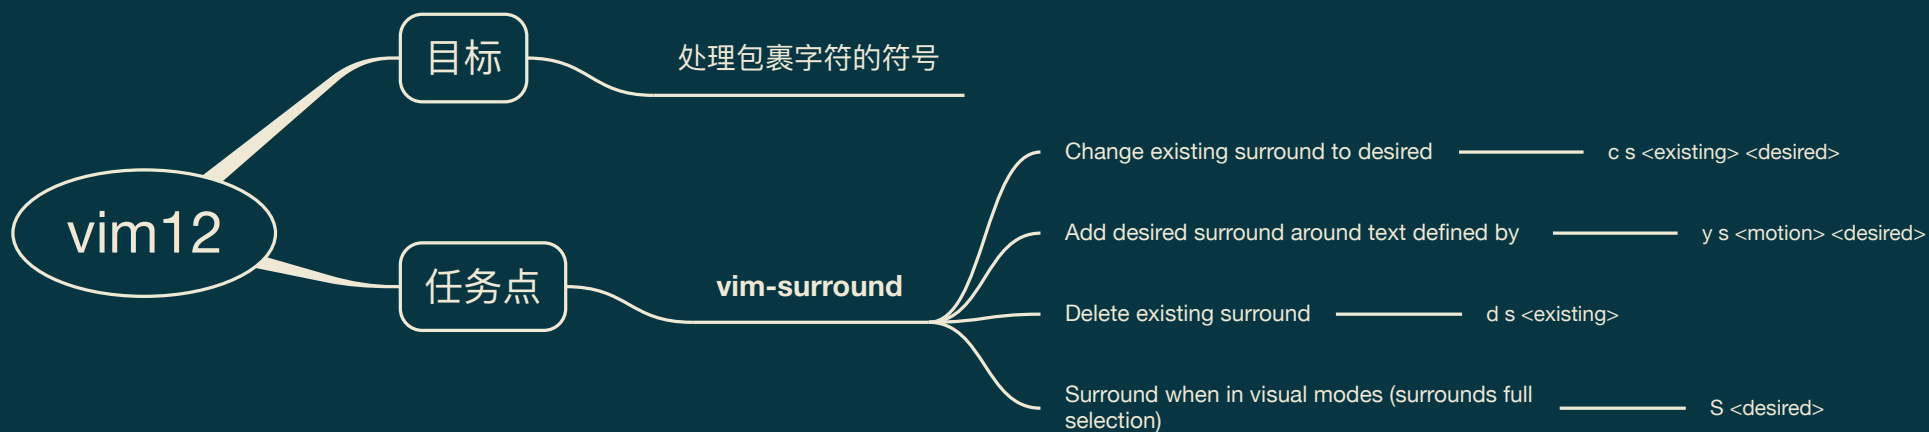 vim12
目标
处理包裹字符的符号
任务点
vim-surround
Change existing surround to desired
c s <existing> <desired>
Add desired surround around text defined by
y s <motion> <desired>
Delete existing surround
d s <existing>
Surround when in visual modes (surrounds full
selection)
S <desired>